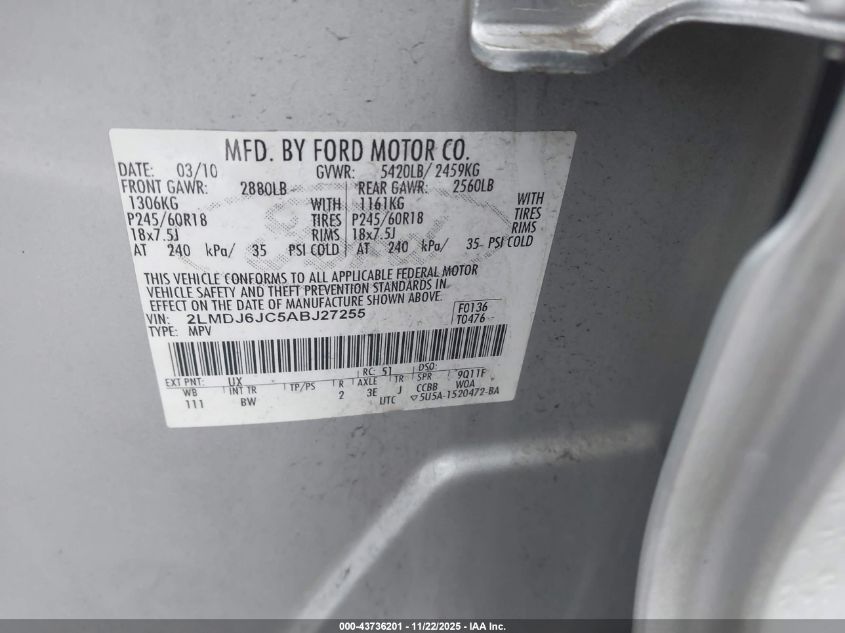 MFD. BY FORD MOTOR CO.
DATE: 03/10 GVWR: 5420LB/ 2459KG
FRONT GAWR: 2880LB REAR GAWR: 2560LB
1306KG WITH 1161KG WITH
P245/60R18 TIRES P245/60R18 TIRES
18x7.5J RIMS 18x7.5J RIMS
AT 240 kPa/ 35 PSI COLD AT 240 kPa/ 35 PSI COLD
THIS VEHICLE CONFORMS TO ALL APPLICABLE FEDERAL MOTOR
VEHICLE SAFETY AND THEFT PREVENTION STANDARDS IN
EFFECT ON THE DATE OF MANUFACTURE SHOWN ABOVE.
VIN: 2LMDJ6JC5ABJ27255 F0136
TYPE: MPV T0476
RC: 51 DSO:
EXT PNT: UX 9Q11F
WB INT TR TP/PS R AXLE TR SPR WOA
111 BW 2 3E J CCBB
UTC ▽5U5A-1520472-BA
000-43736201 - 11/22/2025 - IAA Inc.